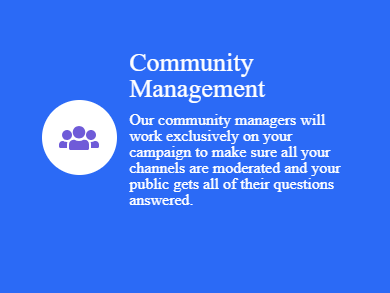 Community
Management
Our community managers will
work exclusively on your
campaign to make sure all your
channels are moderated and your
public gets all of their questions
answered.